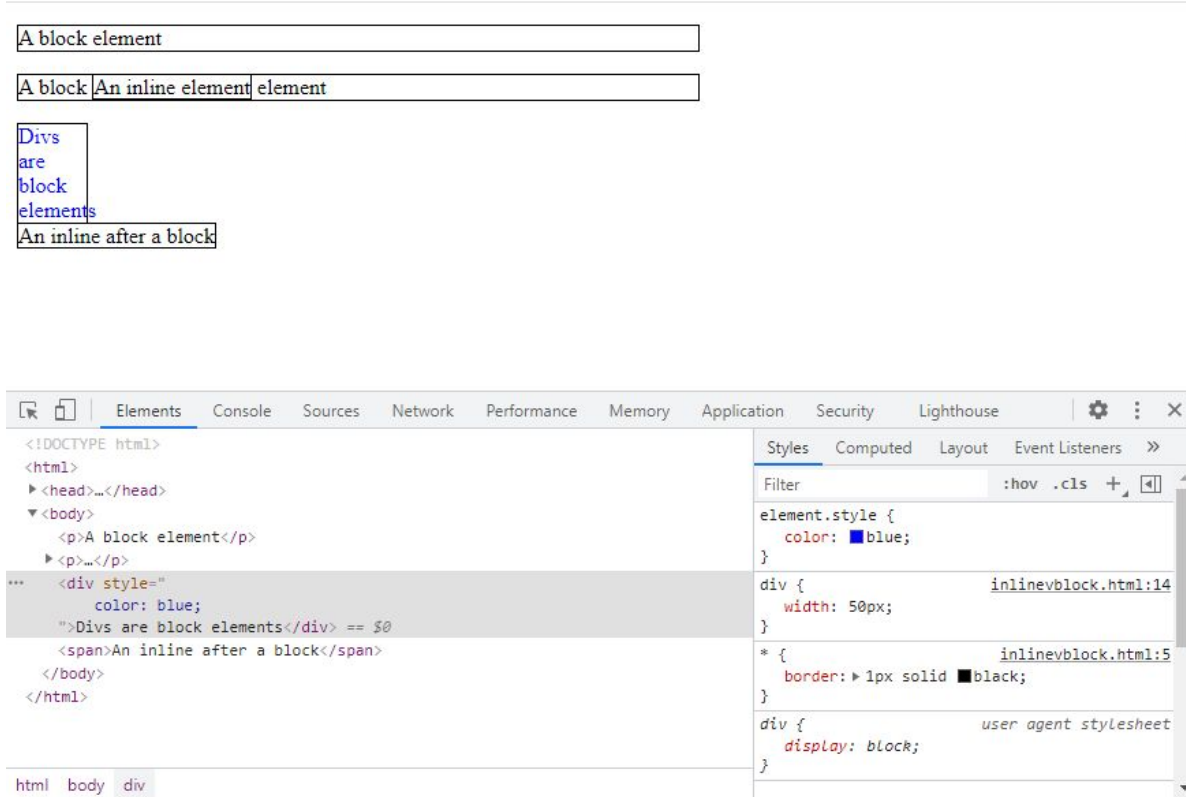 A block element
A block An inline element element
Divs
are
block
elements
An inline after a block
Elements Console Sources Network Performance Memory Application Security Lighthouse
<!DOCTYPE html>
<html>
<head>…</head>
<body>
<p>A block element</p>
<p>…</p>
<div style="
color: blue;
">Divs are block elements</div> == $0
<span>An inline after a block</span>
</body>
</html>
html body div
Styles Computed Layout Event Listeners »
Filter :hov .cls +
element.style {
color: blue;
}
div { inlinevblock.html:14
width: 50px;
}
* { inlinevblock.html:5
border: 1px solid black;
}
div { user agent stylesheet
display: block;
}